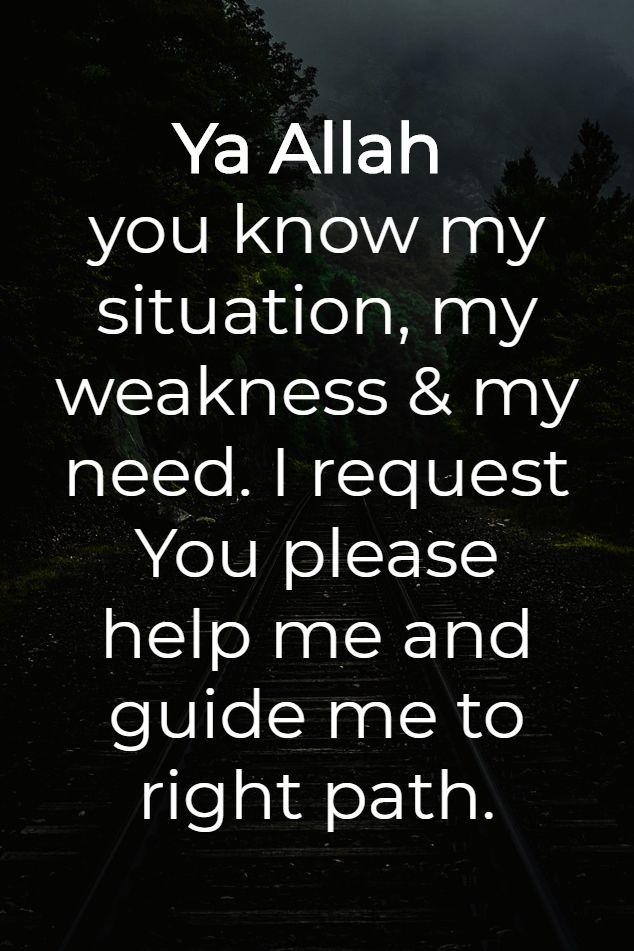 Ya Allah
you know my
situation, my
weakness & my
need. I request
You please
help me and
guide me to
right path.